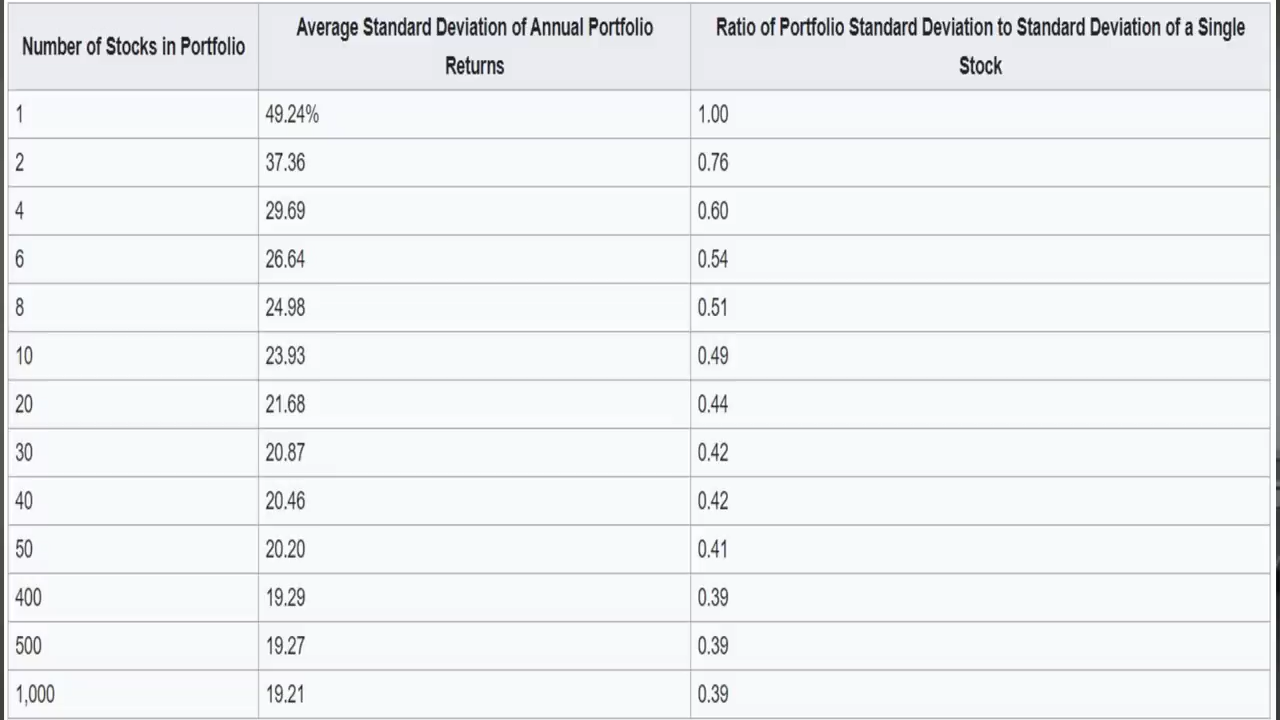 Number of Stocks in Portfolio
Average Standard Deviation of Annual Portfolio
Returns
Ratio of Portfolio Standard Deviation to Standard Deviation of a Single
Stock
1 49.24% 1.00
2 37.36 0.76
4 29.69 0.60
6 26.64 0.54
8 24.98 0.51
10 23.93 0.49
20 21.68 0.44
30 20.87 0.42
40 20.46 0.42
50 20.20 0.41
400 19.29 0.39
500 19.27 0.39
1,000 19.21 0.39